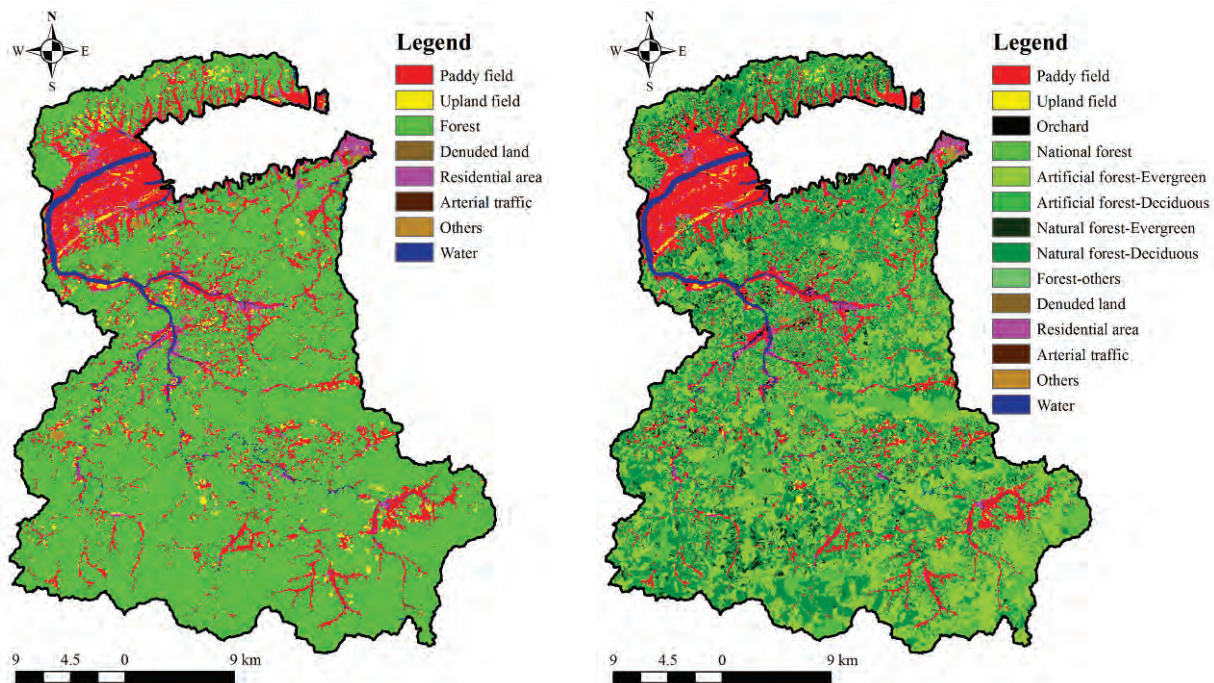 N
W E
S
Legend
Paddy field
Upland field
Forest
Denuded land
Residential area
Arterial traffic
Others
Water
9 4.5 0 9 km
N
W E
S
Legend
Paddy field
Upland field
Orchard
National forest
Artificial forest-Evergreen
Artificial forest-Deciduous
Natural forest-Evergreen
Natural forest-Deciduous
Forest-others
Denuded land
Residential area
Arterial traffic
Others
Water
9 4.5 0 9 km